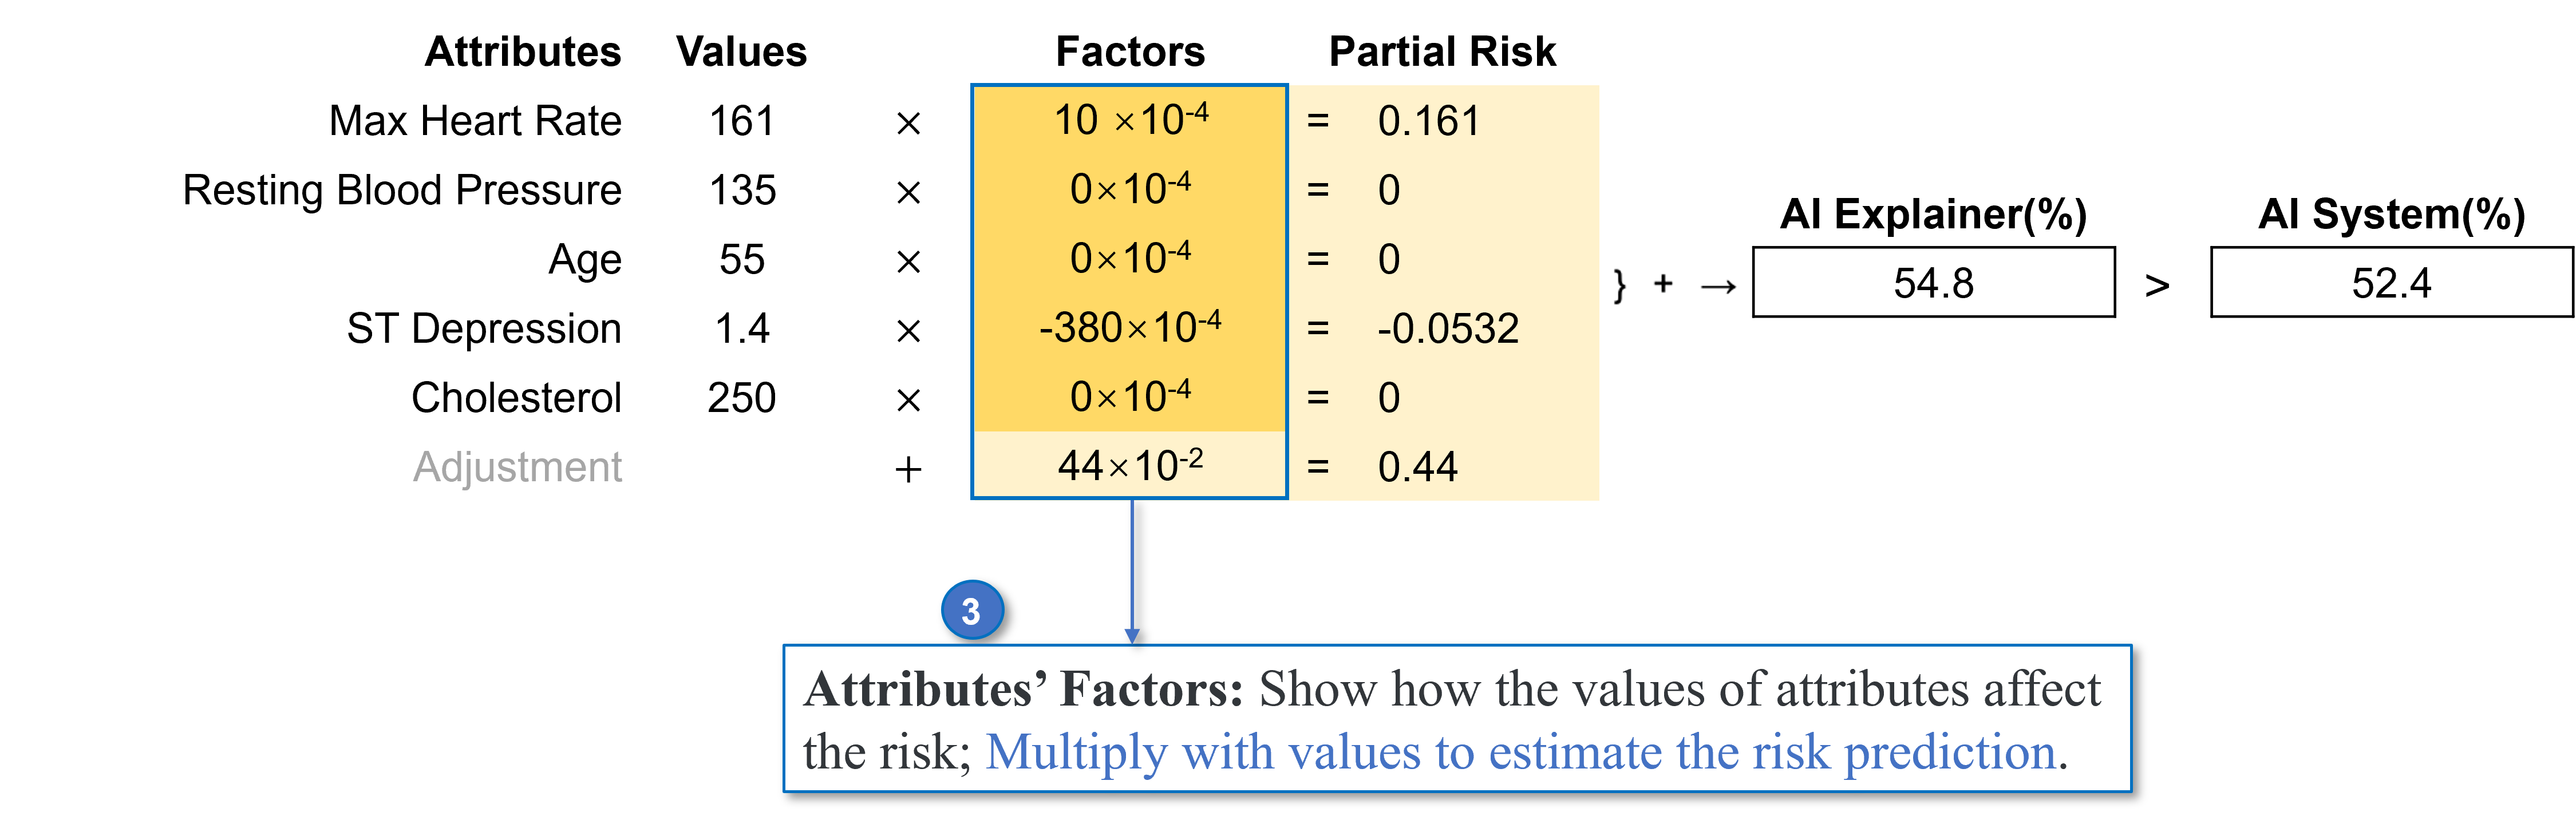 Attributes Values Factors Partial Risk
Max Heart Rate 161 × 10 ×10⁻⁴ = 0.161
Resting Blood Pressure 135 × 0×10⁻⁴ = 0
AI Explainer(%) AI System(%)
Age 55 × 0×10⁻⁴ = 0
} + → 54.8 > 52.4
ST Depression 1.4 × -380×10⁻⁴ = -0.0532
Cholesterol 250 × 0×10⁻⁴ = 0
Adjustment + 44×10⁻² = 0.44
3
Attributes’ Factors: Show how the values of attributes affect
the risk; Multiply with values to estimate the risk prediction.